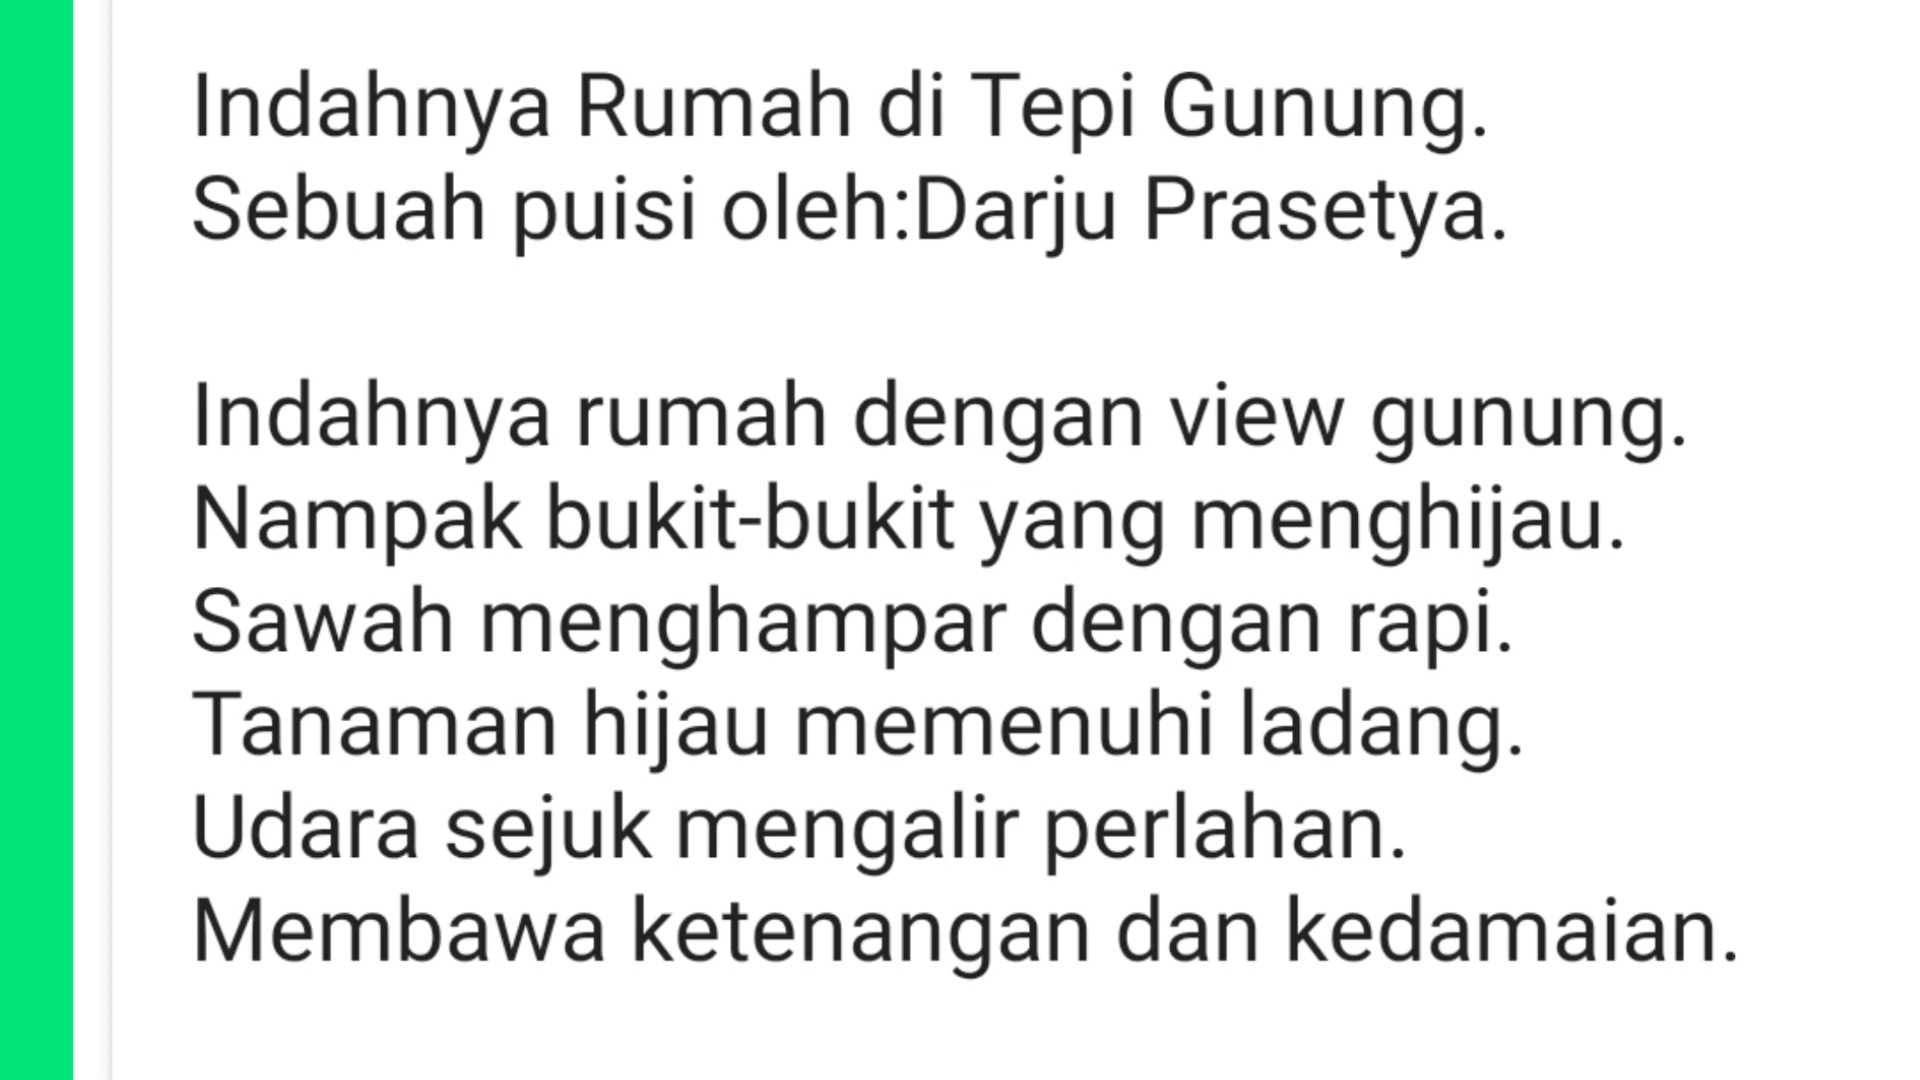 Indahnya Rumah di Tepi Gunung.
Sebuah puisi oleh:Darju Prasetya.
Indahnya rumah dengan view gunung.
Nampak bukit-bukit yang menghijau.
Sawah menghampar dengan rapi.
Tanaman hijau memenuhi ladang.
Udara sejuk mengalir perlahan.
Membawa ketenangan dan kedamaian.